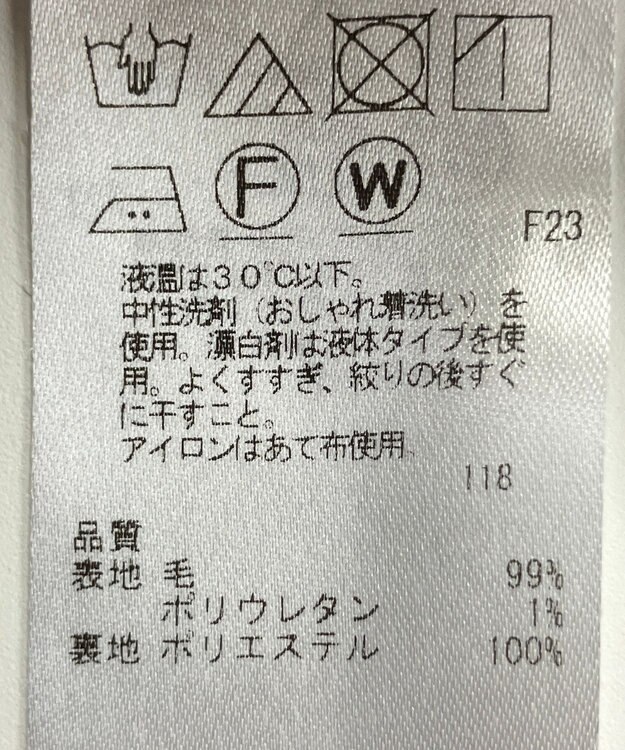 F
W
F23
液温は30℃以下。
中性洗剤（おしゃれ着洗い）を
使用。漂白剤は液体タイプを使
用。よくすすぎ、絞りの後すぐ
に干すこと。
アイロンはあて布使用
118
品質
表地 毛 99%
ポリウレタン 1%
裏地 ポリエステル 100%